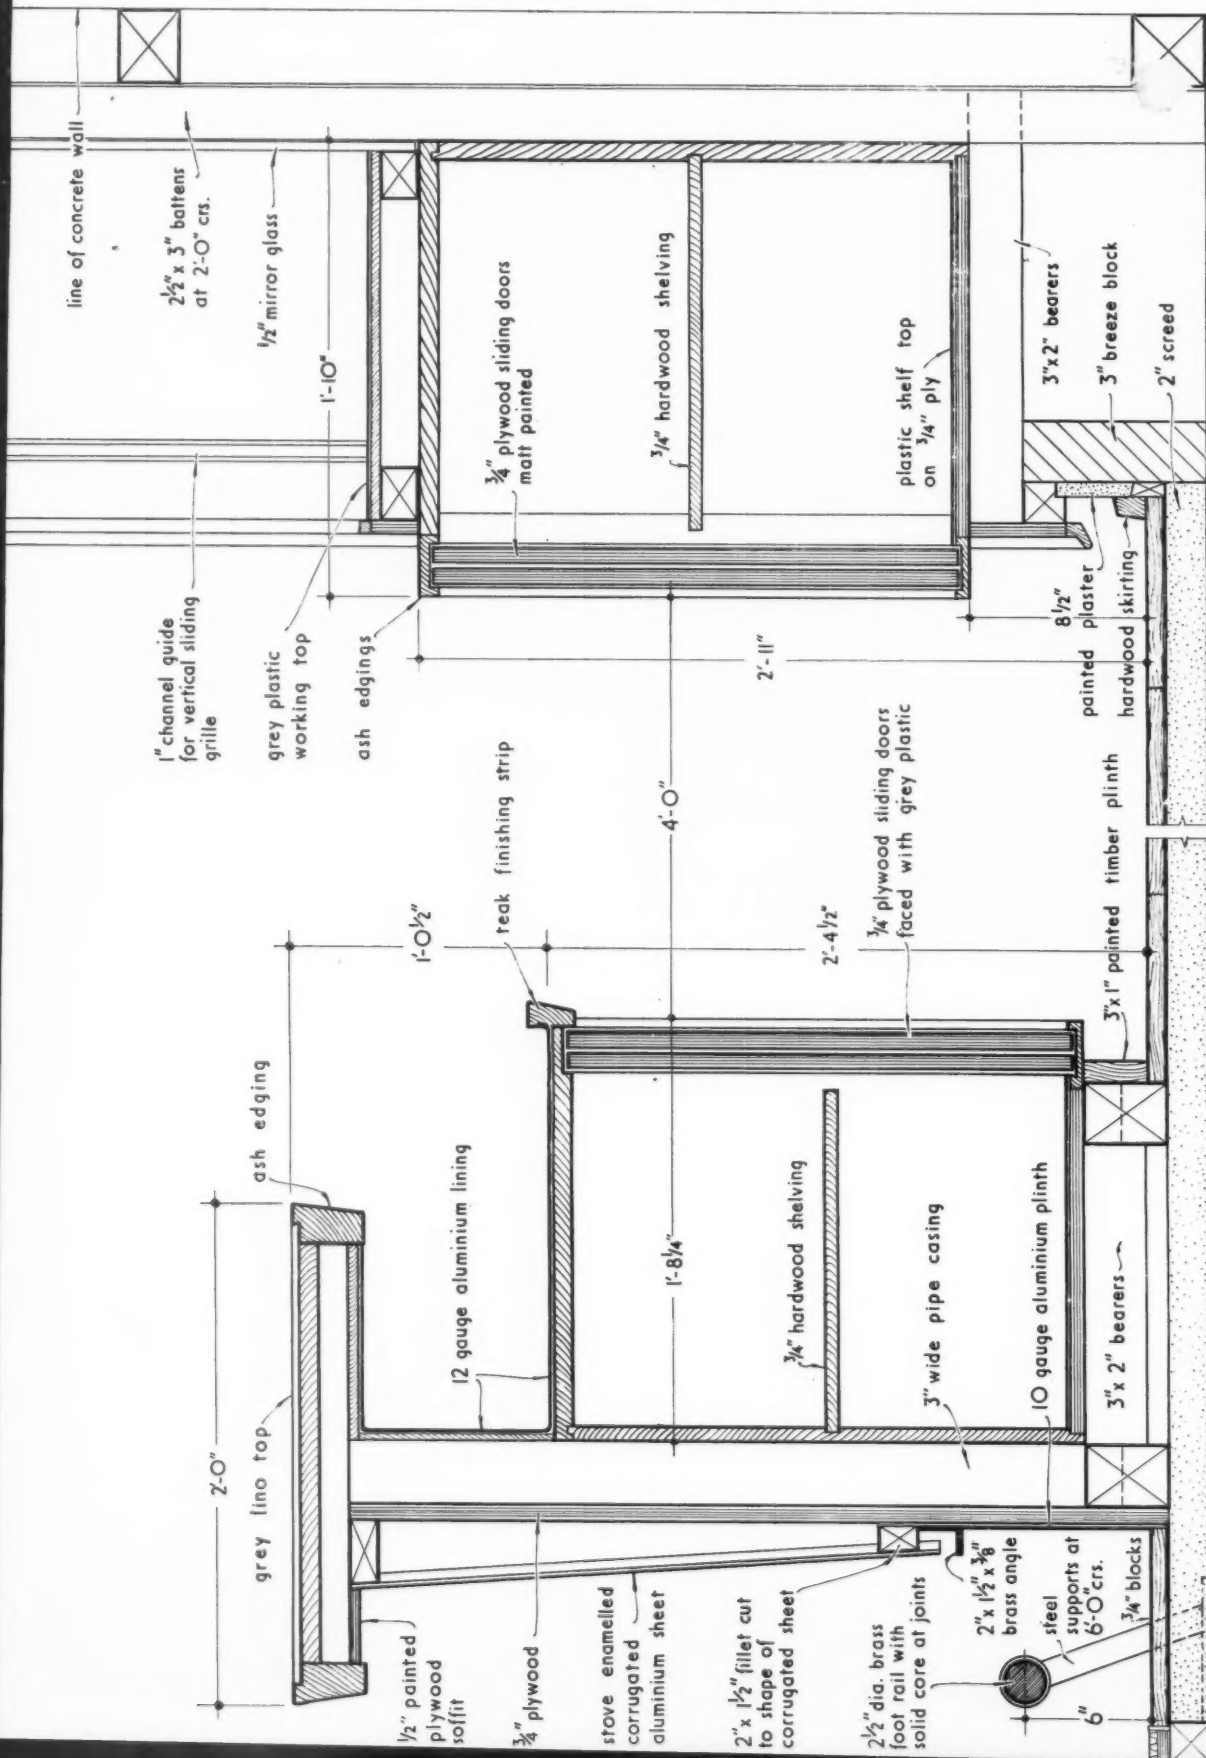 line of concrete wall
2½" x 3" battens
at 2'-0" crs.
½" mirror glass
1'-10"
1" channel guide
for vertical sliding
grille
grey plastic
working top
ash edgings
¾" plywood sliding doors
matt painted
¾" hardwood shelving
plastic shelf top
on ¾" ply
3" x 2" bearers
3" breeze block
2" screed
8½"
painted plaster
hardwood skirting
2'-11"
4'-0"
teak finishing strip
1'-0½"
2'-4½"
¾" plywood sliding doors
faced with grey plastic
3" x 1" painted timber plinth
ash edging
2'-0"
grey lino top
12 gauge aluminium lining
1'-8¼"
¾" hardwood shelving
3" wide pipe casing
10 gauge aluminium plinth
3" x 2" bearers
½" painted
plywood
soffit
¾" plywood
stove enamelled
corrugated
aluminium sheet
2" x 1½" fillet cut
to shape of
corrugated sheet
2½" dia. brass
foot rail with
solid core at joints
2" x 1½" x ⅜"
brass angle
steel
supports at
6'-0" crs.
¾" blocks
6"